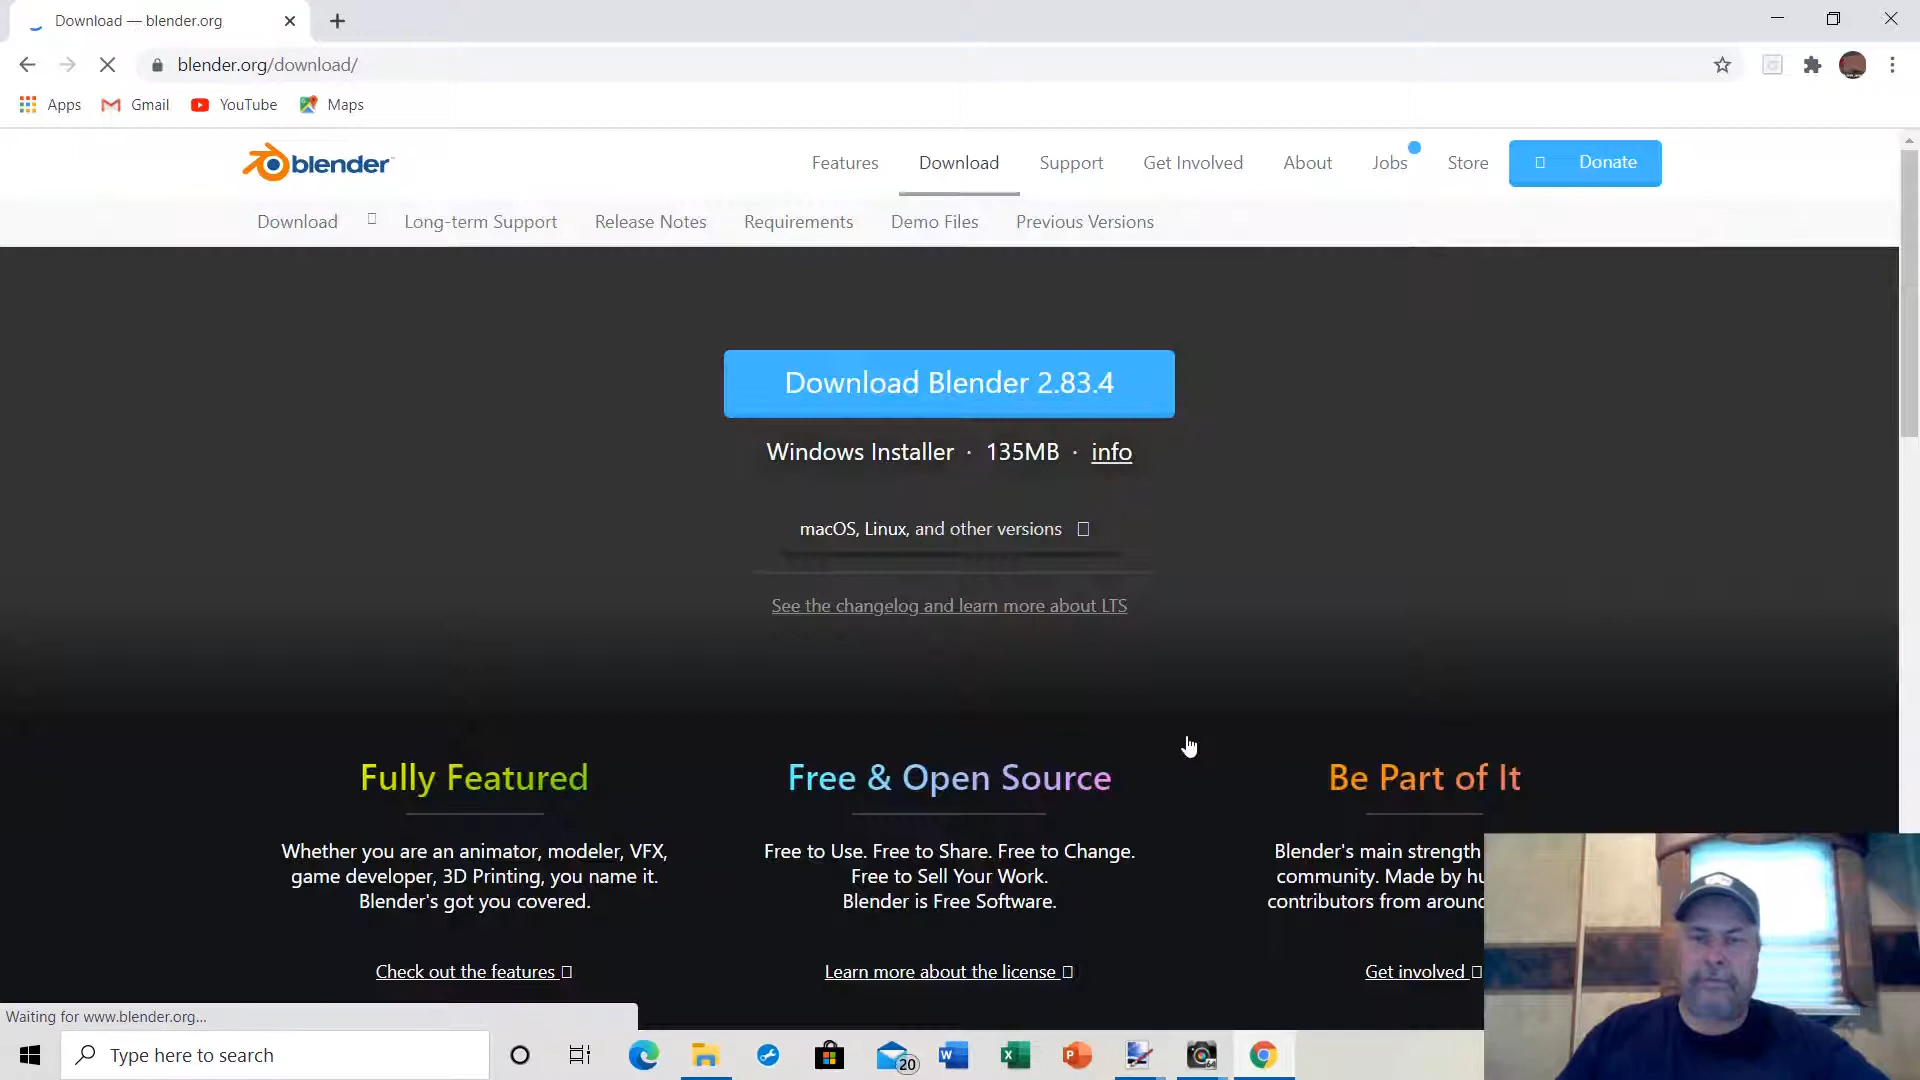 Download — blender.org
blender.org/download/
Apps Gmail YouTube Maps
blender
Features Download Support Get Involved About Jobs Store Donate
Download Long-term Support Release Notes Requirements Demo Files Previous Versions
Download Blender 2.83.4
Windows Installer · 135MB · info
macOS, Linux, and other versions
See the changelog and learn more about LTS
Fully Featured
Whether you are an animator, modeler, VFX,
game developer, 3D Printing, you name it.
Blender's got you covered.
Check out the features
Free & Open Source
Free to Use. Free to Share. Free to Change.
Free to Sell Your Work.
Blender is Free Software.
Learn more about the license
Be Part of It
Blender's main strength
community. Made by hu
contributors from aroun
Get involved
Waiting for www.blender.org...
Type here to search
20
W
X
P
64